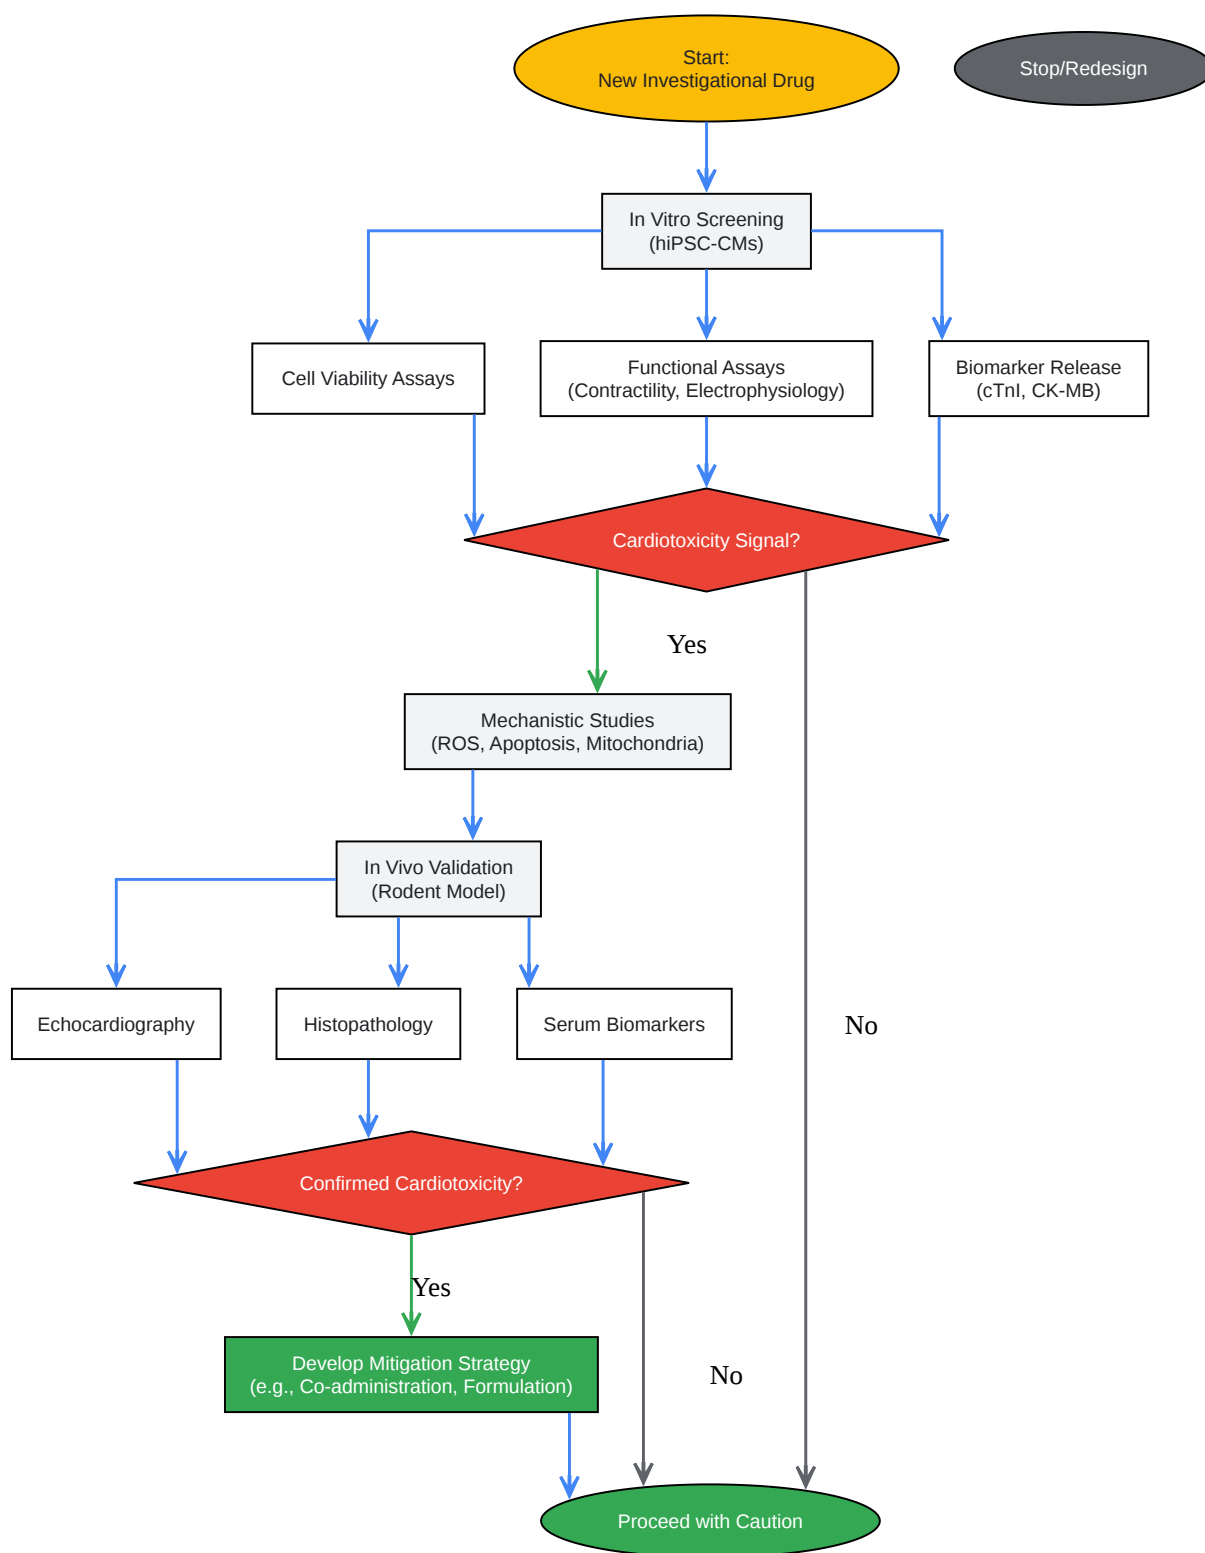 Start:
New Investigational Drug
Stop/Redesign
In Vitro Screening
(hiPSC-CMs)
Cell Viability Assays
Functional Assays
(Contractility, Electrophysiology)
Biomarker Release
(cTnI, CK-MB)
Cardiotoxicity Signal?
Yes
Mechanistic Studies
(ROS, Apoptosis, Mitochondria)
In Vivo Validation
(Rodent Model)
Echocardiography
Histopathology
Serum Biomarkers
No
Confirmed Cardiotoxicity?
Yes
Develop Mitigation Strategy
(e.g., Co-administration, Formulation)
No
Proceed with Caution